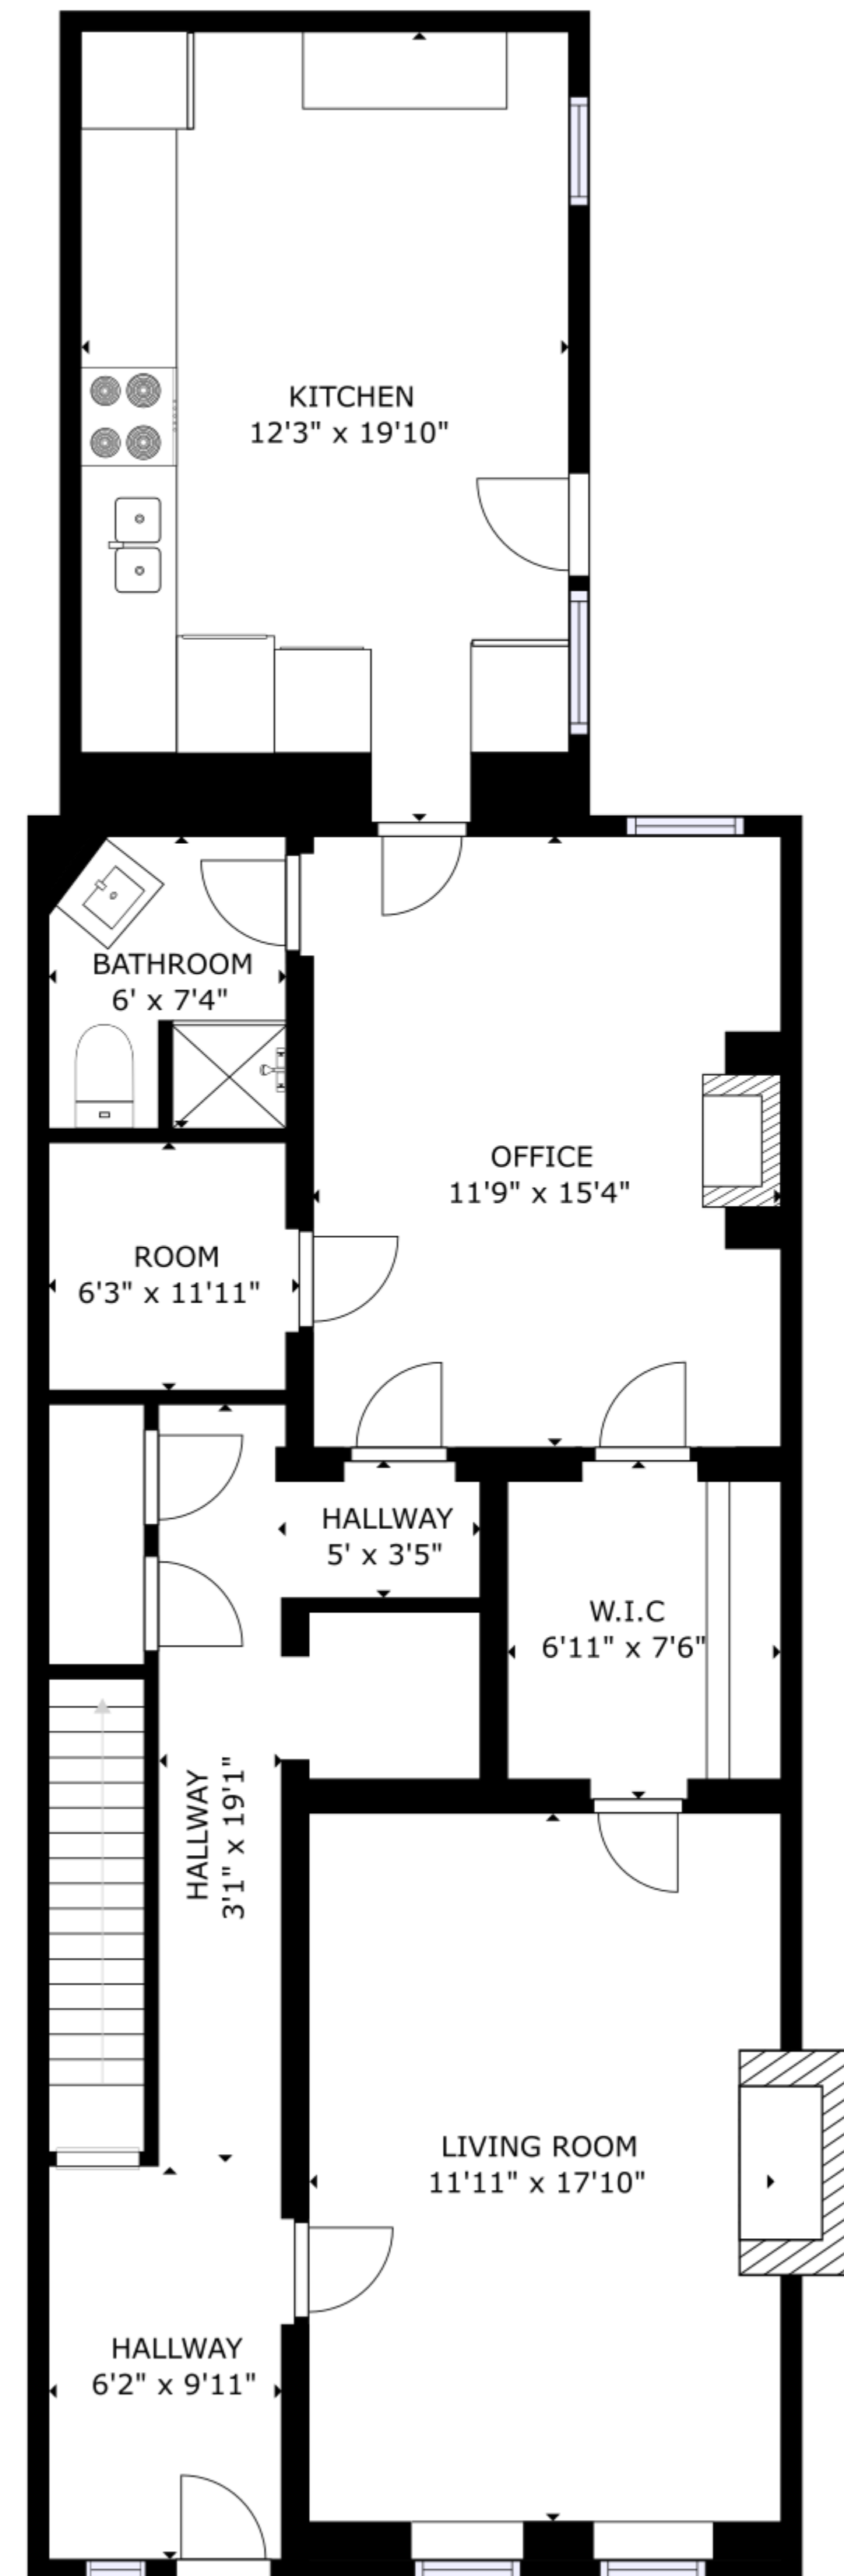 KITCHEN
12'3" x 19'10"
BATHROOM
6' x 7'4"
OFFICE
11'9" x 15'4"
ROOM
6'3" x 11'11"
HALLWAY
5' x 3'5"
W.I.C
6'11" x 7'6"
HALLWAY
3'1" x 19'1"
LIVING ROOM
11'11" x 17'10"
HALLWAY
6'2" x 9'11"